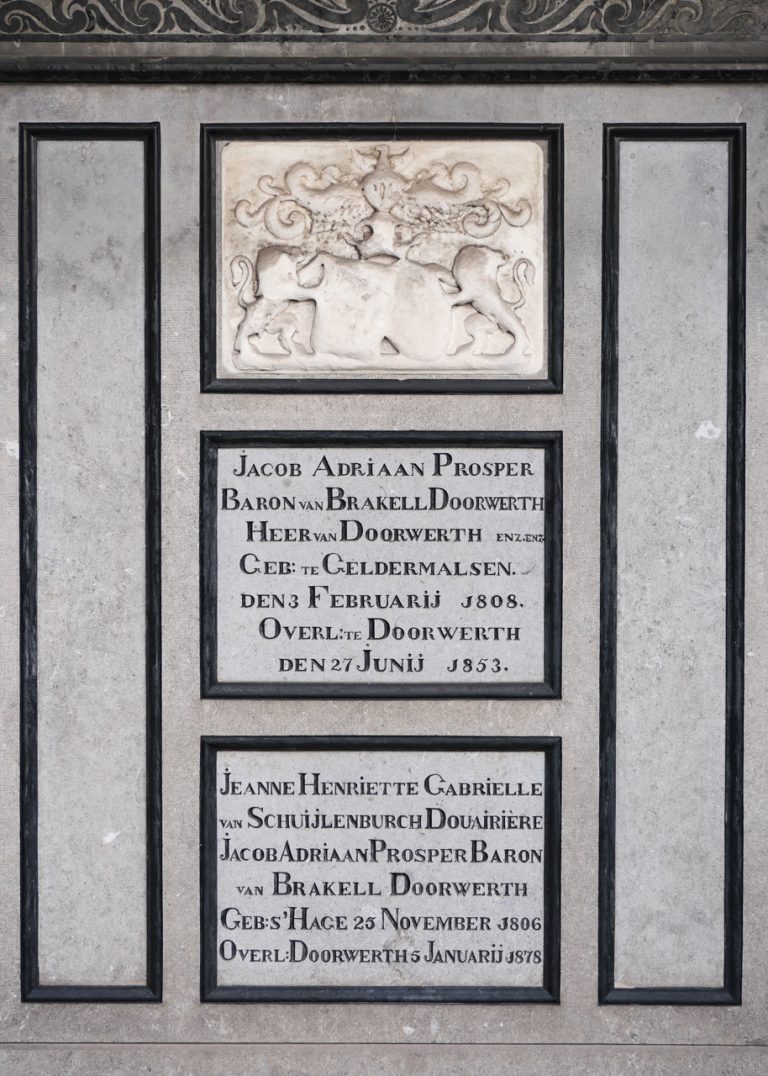 JACOB ADRIAAN PROSPER
BARON VAN BRAKELL DOORWERTH
HEER VAN DOORWERTH ENZ.ENZ.
GEB: TE GELDERMALSEN.
DEN 3 FEBRUARIJ 1808.
OVERL: TE DOORWERTH
DEN 27 JUNIJ 1853.
JEANNE HENRIETTE GABRIELLE
VAN SCHUIJLENBURCH DOUAIRIÈRE
JACOB ADRIAAN PROSPER BARON
VAN BRAKELL DOORWERTH
GEB: S'HAGE 25 NOVEMBER 1806
OVERL: DOORWERTH 5 JANUARIJ 1878